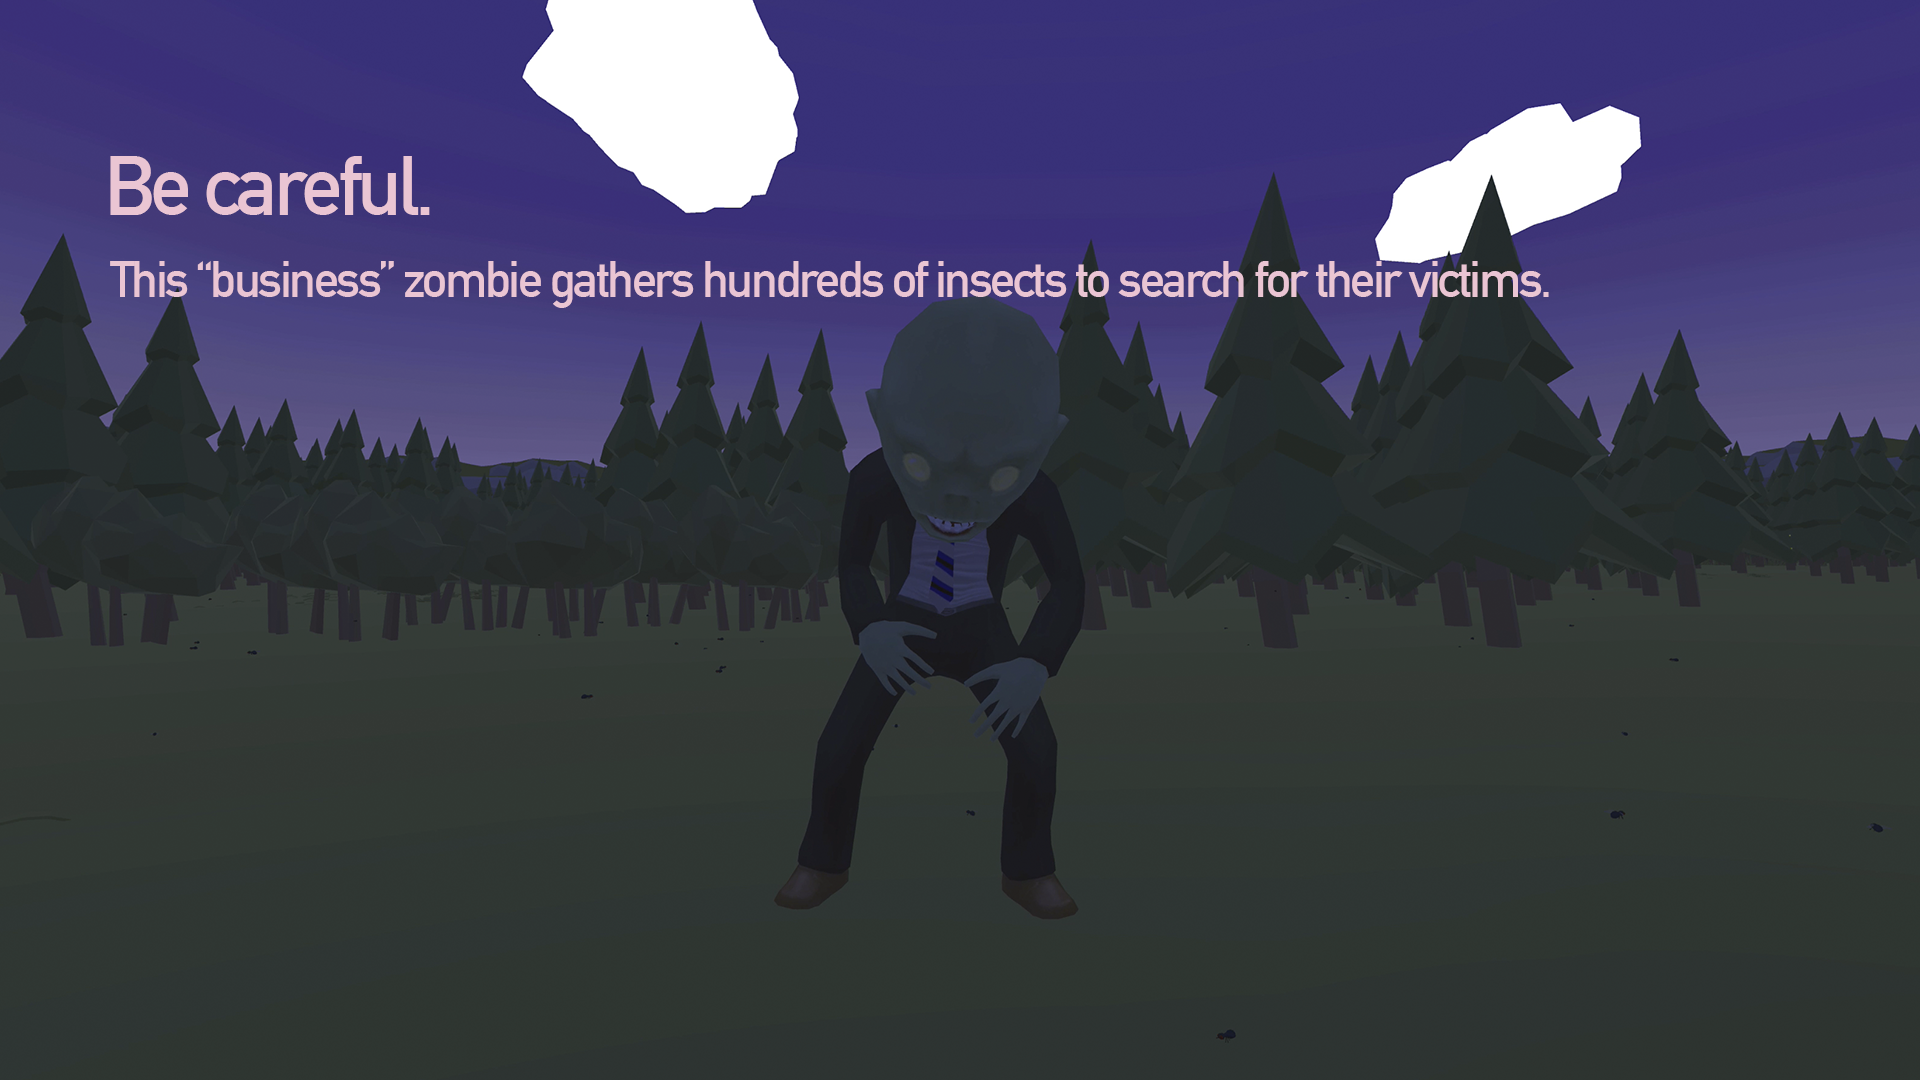 Be careful.
This “business” zombie gathers hundreds of insects to search for their victims.